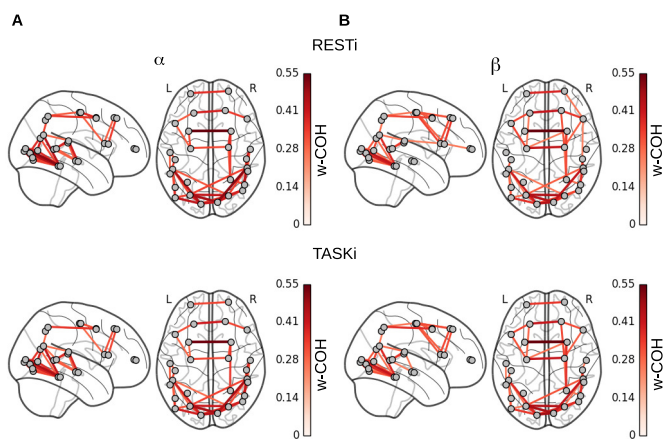 A B
RESTi
α β
L R L R
0.55 0.55
0.41 0.41
0.28 0.28
0.14 0.14
0 0
w-COH w-COH
TASKi
L R L R
0.55 0.55
0.41 0.41
0.28 0.28
0.14 0.14
0 0
w-COH w-COH